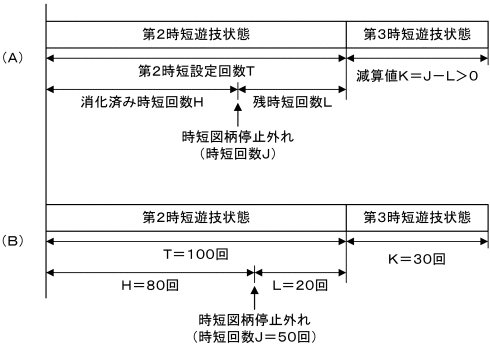 第2時短遊技状態
第3時短遊技状態
(A)
第2時短設定回数T
減算値K=J−L>0
消化済み時短回数H
残時短回数L
時短図柄停止外れ
(時短回数J)
第2時短遊技状態
第3時短遊技状態
(B)
T=100回
K=30回
H=80回
L=20回
時短図柄停止外れ
(時短回数J=50回)